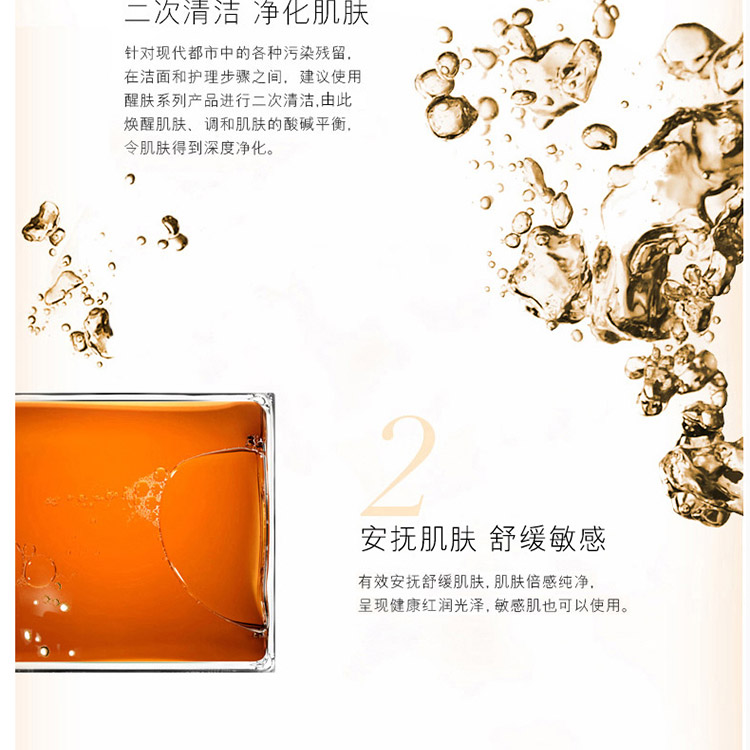 二次清洁 净化肌肤
针对现代都市中的各种污染残留,
在洁面和护理步骤之间, 建议使用
醒肤系列产品进行二次清洁,由此
焕醒肌肤、调和肌肤的酸碱平衡,
令肌肤得到深度净化。
2
安抚肌肤 舒缓敏感
有效安抚舒缓肌肤, 肌肤倍感纯净,
呈现健康红润光泽, 敏感肌也可以使用。